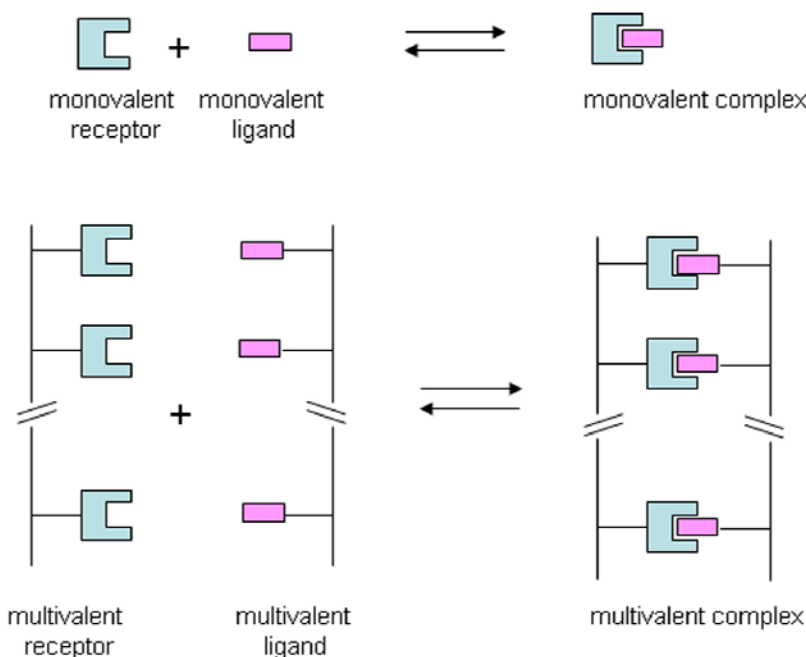 +
monovalent receptor
monovalent ligand
monovalent complex
+
multivalent receptor
multivalent ligand
multivalent complex